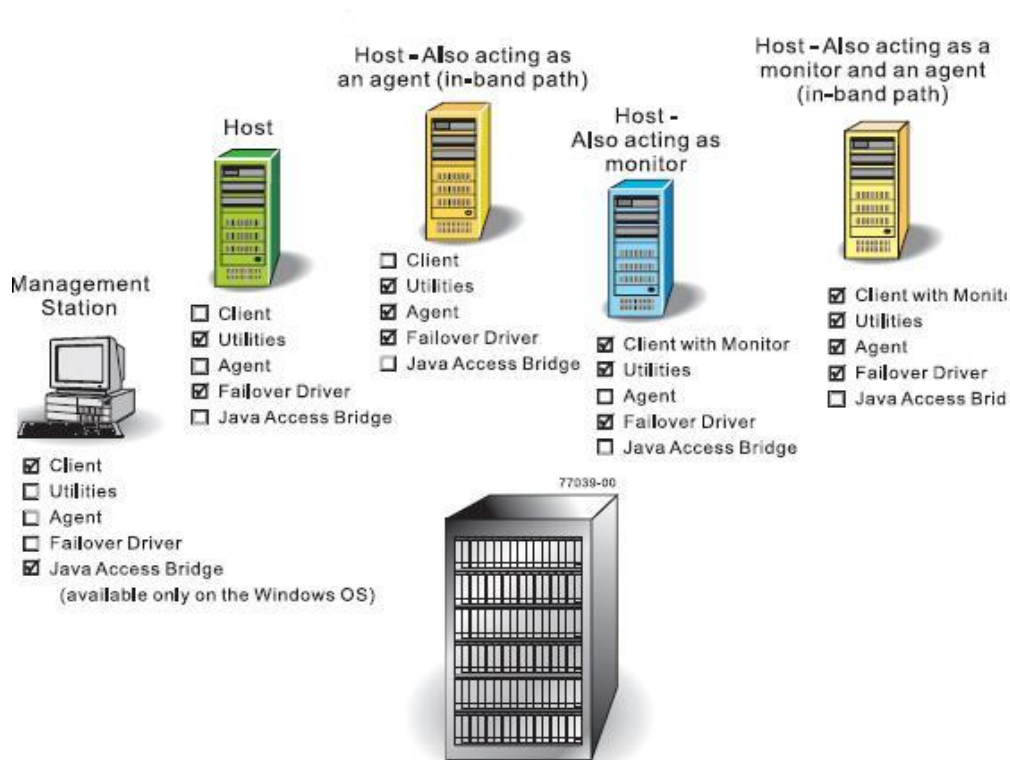 Host - Also acting as
an agent (in-band path)
Host - Also acting as a
monitor and an agent
(in-band path)
Host
Host -
Also acting as
monitor
Management
Station
Client
Utilities
Agent
Failover Driver
Java Access Bridge
Client
Utilities
Agent
Failover Driver
Java Access Bridge
Client with Monitor
Utilities
Agent
Failover Driver
Java Access Bridge
Client with Monit
Utilities
Agent
Failover Driver
Java Access Brid
Client
Utilities
Agent
Failover Driver
Java Access Bridge
(available only on the Windows OS)
77039-00